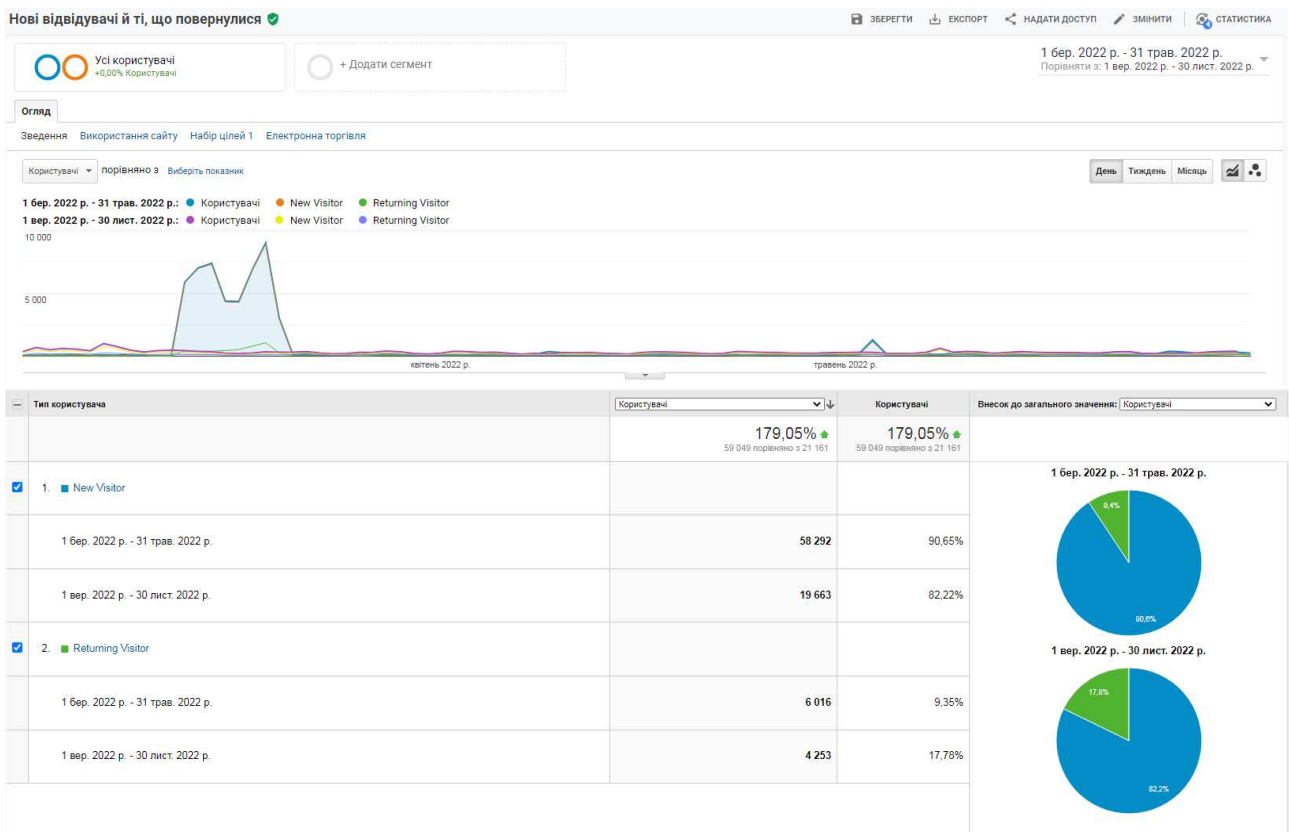 Нові відвідувачі й ті, що повернулися
ЗБЕРЕГТИ ЕКСПОРТ НАДАТИ ДОСТУП ЗМІНИТИ 4 СТАТИСТИКА
Усі користувачі
+0,00% Користувачі
+ Додати сегмент
1 бер. 2022 р. - 31 трав. 2022 р.
Порівняти з: 1 вер. 2022 р. - 30 лист. 2022 р.
Огляд
Зведення Використання сайту Набір цілей 1 Електронна торгівля
Користувачі порівняно з Виберіть показник
День Тиждень Місяць
1 бер. 2022 р. - 31 трав. 2022 р.: Користувачі New Visitor Returning Visitor
1 вер. 2022 р. - 30 лист. 2022 р.: Користувачі New Visitor Returning Visitor
10 000
5 000
квітень 2022 р. травень 2022 р.
Тип користувача Користувачі Користувачі Внесок до загального значення: Користувачі
179,05% 179,05%
59 049 порівняно з 21 161 59 049 порівняно з 21 161
1. New Visitor
1 бер. 2022 р. - 31 трав. 2022 р. 58 292 90,65%
1 вер. 2022 р. - 30 лист. 2022 р. 19 663 82,22%
2. Returning Visitor
1 бер. 2022 р. - 31 трав. 2022 р. 6 016 9,35%
1 вер. 2022 р. - 30 лист. 2022 р. 4 253 17,78%
1 бер. 2022 р. - 31 трав. 2022 р.
9,4%
90,6%
1 вер. 2022 р. - 30 лист. 2022 р.
17,8%
82,2%